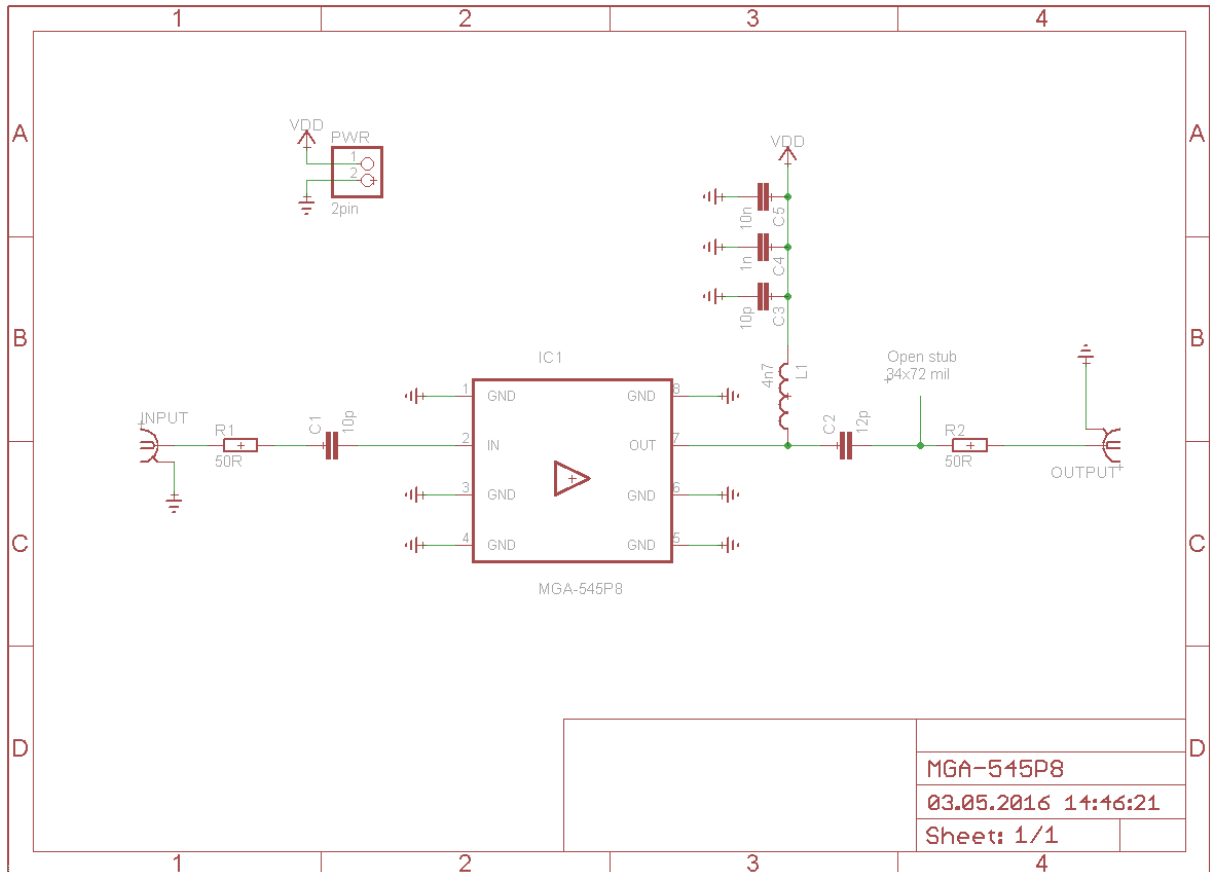 1 2 3 4
A A
VDD
PWR
1
2
2pin
VDD
10n C5
1n C4
10p C3
B B
4n7 L1
Open stub
34x72 mil
IC1
1 GND GND 8
INPUT
R1
50R
C1 10p
2 IN OUT 7
C2 12p
R2
50R
OUTPUT
3 GND GND 6
4 GND GND 5
C C
MGA-545P8
D D
MGA-545P8
03.05.2016 14:46:21
Sheet: 1/1
1 2 3 4